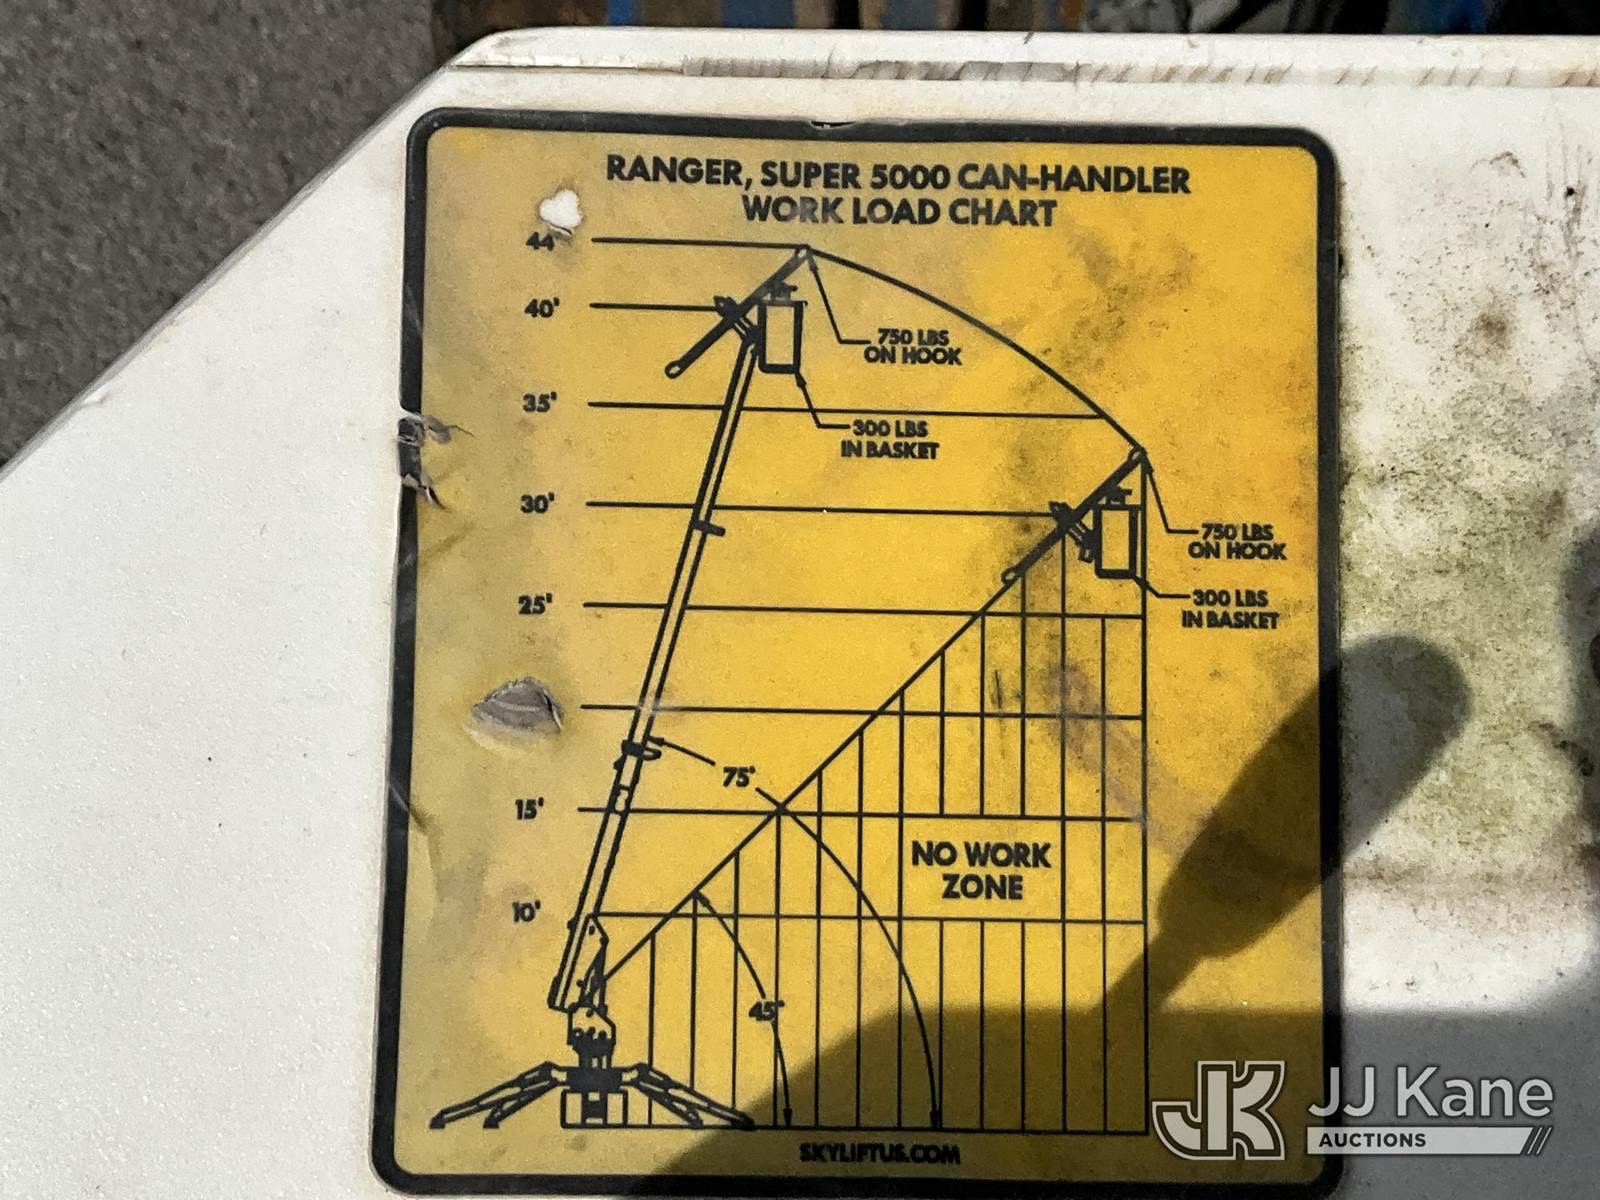 RANGER, SUPER 5000 CAN-HANDLER
WORK LOAD CHART
44'
40'
750 LBS
ON HOOK
35'
300 LBS
IN BASKET
30'
750 LBS
ON HOOK
25'
300 LBS
IN BASKET
75°
15'
NO WORK
ZONE
10'
45°
SKYLIFTUS.COM
JK
JJ Kane
AUCTIONS